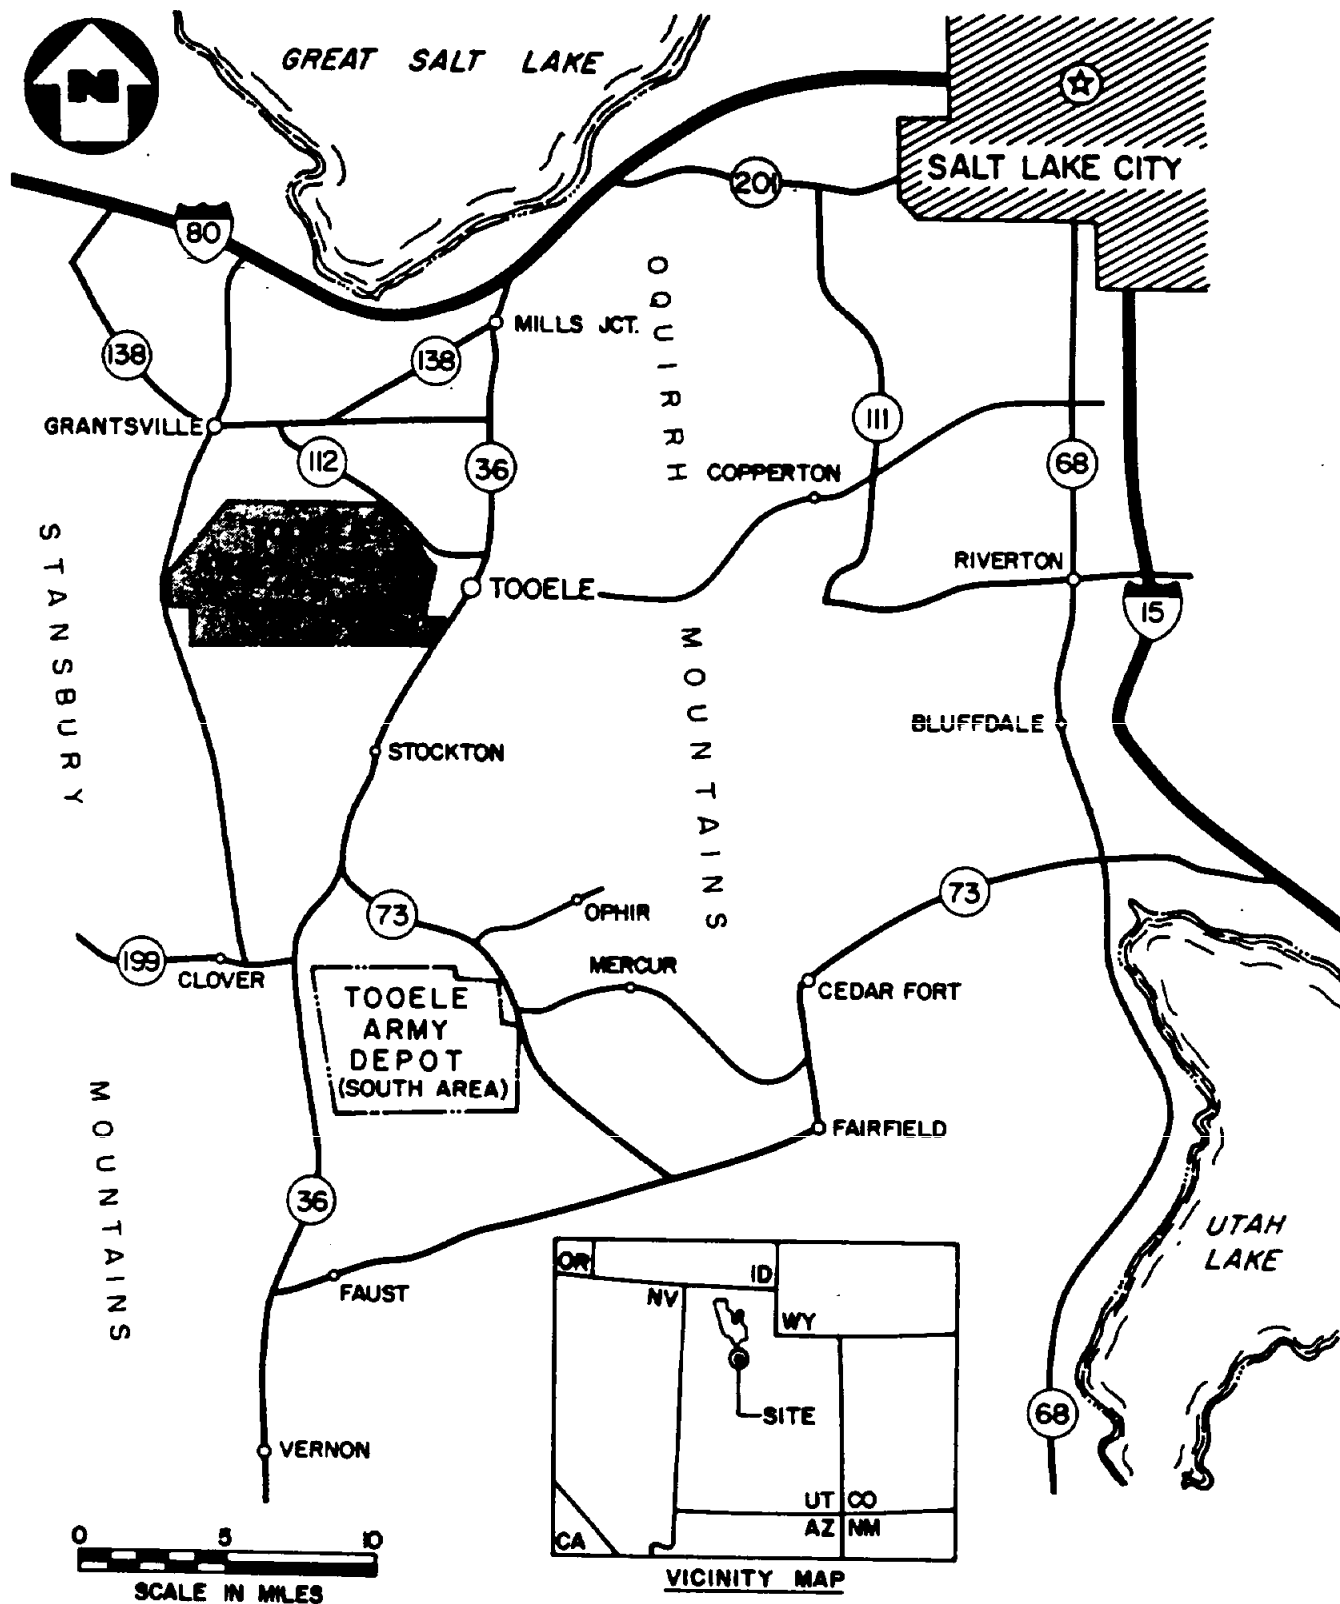 N
GREAT SALT LAKE
SALT LAKE CITY
201
80
OQUIRRH
MILLS JCT.
138
138
GRANTSVILLE
111
112
36
68
COPPERTON
STANSBURY
RIVERTON
TOOELE
15
MOUNTAINS
BLUFFDALE
STOCKTON
73
73
OPHIR
199
CLOVER
MERCUR
CEDAR FORT
TOOELE
ARMY
DEPOT
(SOUTH AREA)
MOUNTAINS
FAIRFIELD
36
UTAH
LAKE
FAUST
OR
ID
NV
WY
SITE
68
VERNON
UT CO
AZ NM
CA
0 5 10
SCALE IN MILES
VICINITY MAP